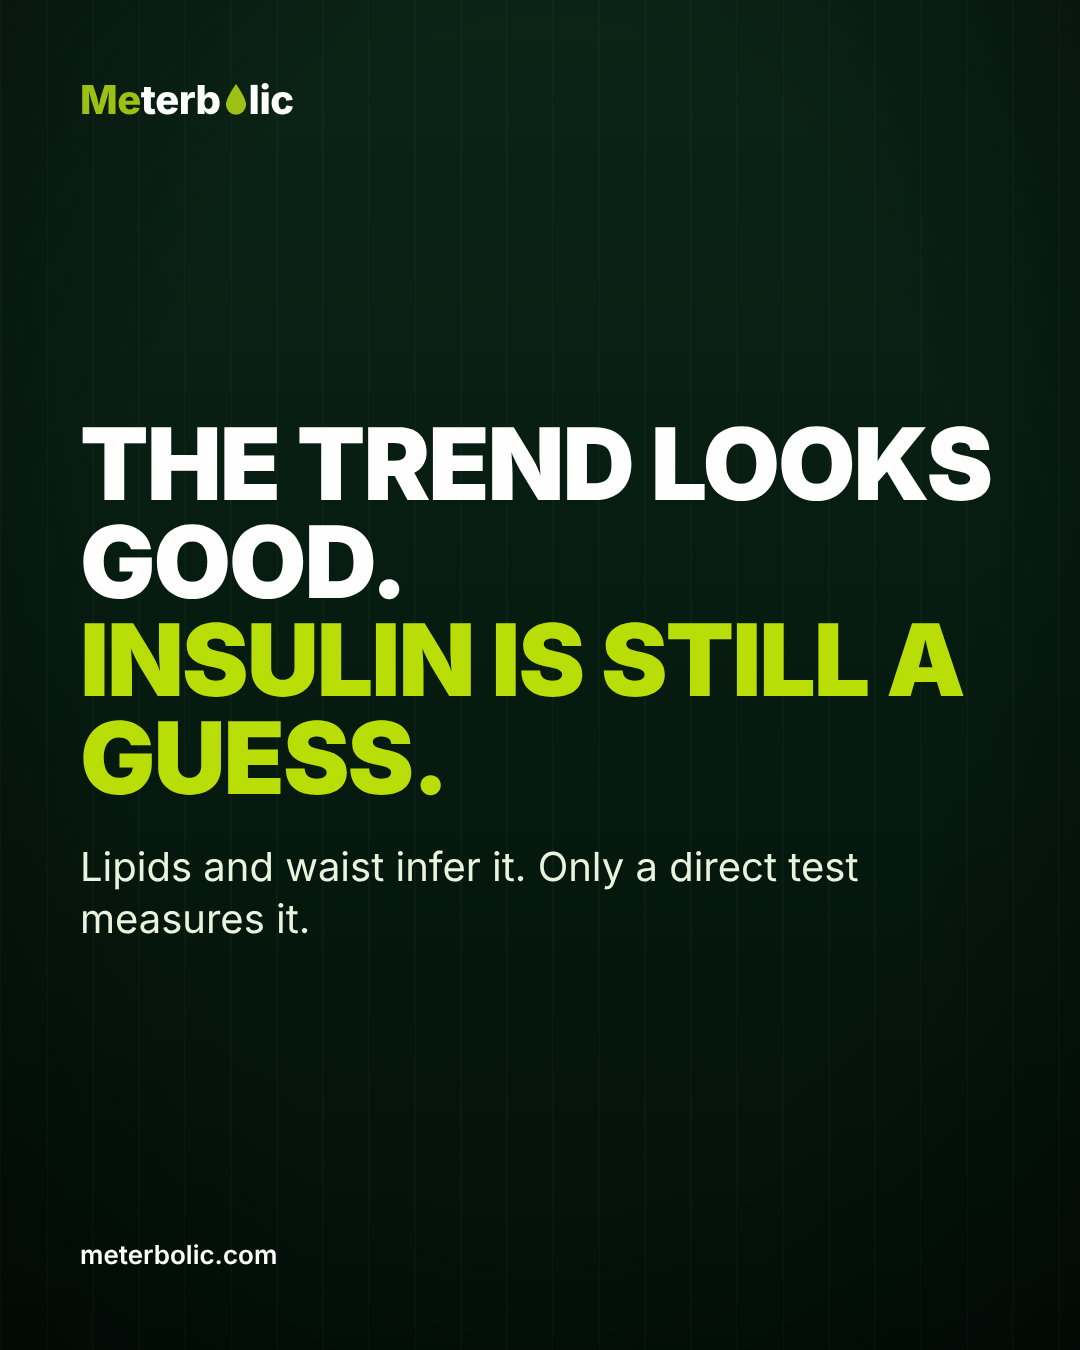 Meterbolic
THE TREND LOOKS
GOOD.
INSULIN IS STILL A
GUESS.
Lipids and waist infer it. Only a direct test
measures it.
meterbolic.com